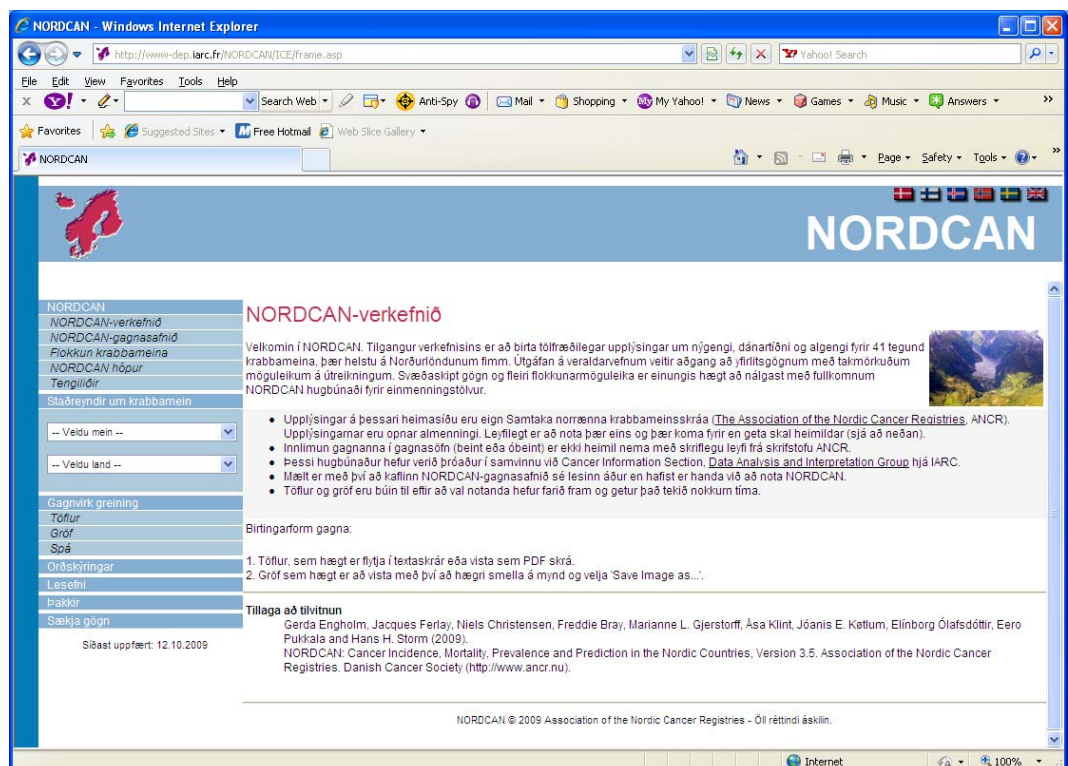 NORDCAN - Windows Internet Explorer
http://www-dep.iarc.fr/NORDCAN/ICE/frame.asp
Yahoo! Search
File Edit View Favorites Tools Help
x Y! Search Web Anti-Spy Mail Shopping My Yahoo! News Games Music Answers »
Favorites Suggested Sites Free Hotmail Web Slice Gallery
NORDCAN
Page Safety Tools »
NORDCAN
NORDCAN
NORDCAN-verkefnið
NORDCAN-gagnasafnið
Flokkun krabbameina
NORDCAN hópur
Tengiliðir
Staðreyndir um krabbamein
-- Veldu mein --
-- Veldu land --
Gagnvirk greining
Töflur
Gröf
Spá
Orðskýringar
Lesefni
Þakkir
Sækja gögn
Síðast uppfært: 12.10.2009
NORDCAN-verkefnið
Velkomin í NORDCAN. Tilgangur verkefnisins er að birta tölfræðilegar upplýsingar um nýgengi, dánartíðni og algengi fyrir 41 tegund
krabbameina, þær helstu á Norðurlöndunum fimm. Útgáfan á veraldarvefnum veitir aðgang að yfirlitsgögnum með takmörkuðum
möguleikum á útreikningum. Svæðaskipt gögn og fleiri flokkunarmöguleika er einungis hægt að nálgast með fullkomnum
NORDCAN hugbúnaði fyrir einmenningstölvur.
• Upplýsingar á þessari heimasíðu eru eign Samtaka norrænna krabbameinsskráa (The Association of the Nordic Cancer Registries, ANCR).
Upplýsingarnar eru opnar almenningi. Leyfilegt er að nota þær eins og þær koma fyrir en geta skal heimildar (sjá að neðan).
• Innlimun gagnanna í gagnasöfn (beint eða óbeint) er ekki heimil nema með skriflegu leyfi frá skrifstofu ANCR.
• Þessi hugbúnaður hefur verið þróaður í samvinnu við Cancer Information Section, Data Analysis and Interpretation Group hjá IARC.
• Mælt er með því að kaflinn NORDCAN-gagnasafnið sé lesinn áður en hafist er handa við að nota NORDCAN.
• Töflur og gröf eru búin til eftir að val notanda hefur farið fram og getur það tekið nokkurn tíma.
Birtingarform gagna:
1. Töflur, sem hægt er flytja í textaskrár eða vista sem PDF skrá.
2. Gröf sem hægt er að vista með því að hægri smella á mynd og velja 'Save Image as...'.
Tillaga að tilvitnun
Gerda Engholm, Jacques Ferlay, Niels Christensen, Freddie Bray, Marianne L. Gjerstorff, Åsa Klint, Jóanis E. Køtlum, Elínborg Ólafsdóttir, Eero
Pukkala and Hans H. Storm (2009).
NORDCAN: Cancer Incidence, Mortality, Prevalence and Prediction in the Nordic Countries, Version 3.5. Association of the Nordic Cancer
Registries. Danish Cancer Society (http://www.ancr.nu).
NORDCAN © 2009 Association of the Nordic Cancer Registries - Öll réttindi áskilin.
Internet 100%